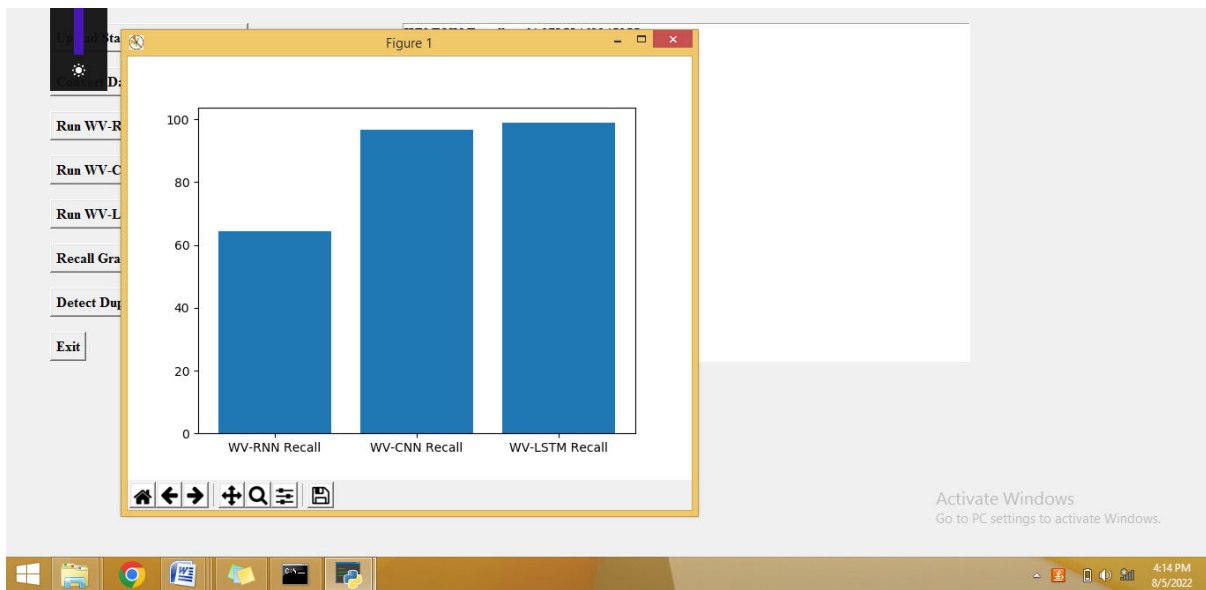 Figure 1
Run WV-R
Run WV-C
Run WV-L
Recall Gra
Detect Dup
Exit
100
80
60
40
20
0
WV-RNN Recall WV-CNN Recall WV-LSTM Recall
Activate Windows
Go to PC settings to activate Windows.
4:14 PM
8/5/2022